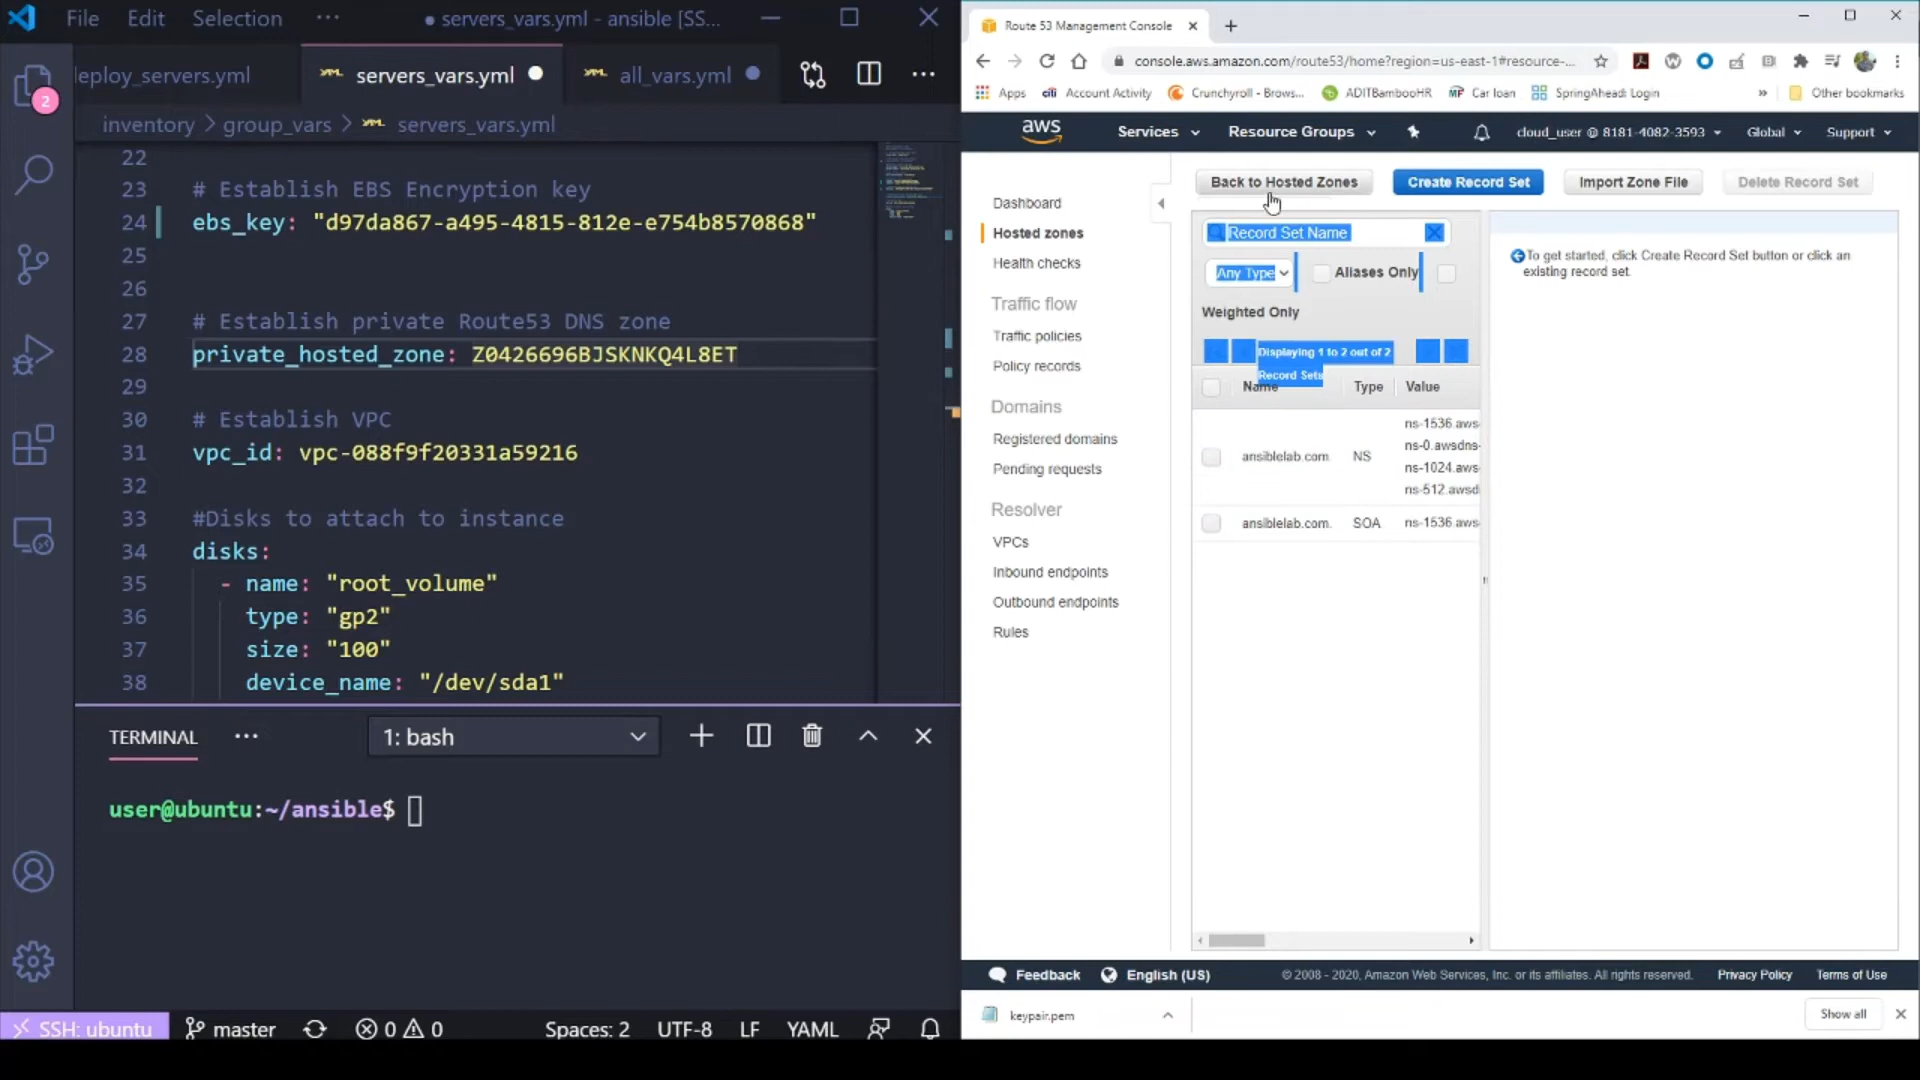 File Edit Selection ··· ● servers_vars.yml - ansible [SS...
eploy_servers.yml servers_vars.yml all_vars.yml
inventory > group_vars > servers_vars.yml
22
23 # Establish EBS Encryption key
24 ebs_key: "d97da867-a495-4815-812e-e754b8570868"
25
26
27 # Establish private Route53 DNS zone
28 private_hosted_zone: Z0426696BJSKNKQ4L8ET
29
30 # Establish VPC
31 vpc_id: vpc-088f9f20331a59216
32
33 #Disks to attach to instance
34 disks:
35 - name: "root_volume"
36 type: "gp2"
37 size: "100"
38 device_name: "/dev/sda1"
2
TERMINAL ··· 1: bash
user@ubuntu:~/ansible$
SSH: ubuntu master 0 0 Spaces: 2 UTF-8 LF YAML
Route 53 Management Console
console.aws.amazon.com/route53/home?region=us-east-1#resource-...
Apps citi Account Activity Crunchyroll - Brows... ADITBambooHR MF Car loan SpringAhead: Login » Other bookmarks
aws Services Resource Groups cloud_user @ 8181-4082-3593 Global Support
Dashboard
Hosted zones
Health checks
Traffic flow
Traffic policies
Policy records
Domains
Registered domains
Pending requests
Resolver
VPCs
Inbound endpoints
Outbound endpoints
Rules
Back to Hosted Zones Create Record Set Import Zone File Delete Record Set
Record Set Name
Any Type Aliases Only
Weighted Only
Displaying 1 to 2 out of 2
Record Sets
Name Type Value
ansiblelab.com. NS
ns-1536.aws
ns-0.awsdns-
ns-1024.aws
ns-512.awsd
ansiblelab.com. SOA ns-1536.aws
To get started, click Create Record Set button or click an
existing record set.
Feedback English (US) © 2008 - 2020, Amazon Web Services, Inc. or its affiliates. All rights reserved. Privacy Policy Terms of Use
keypair.pem Show all